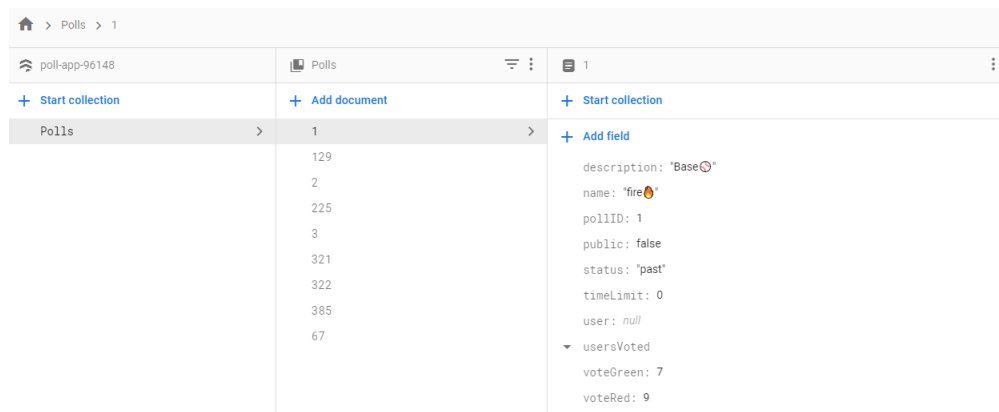 Polls > 1
poll-app-96148
Polls
1
+ Start collection
+ Add document
+ Start collection
Polls
1
129
2
225
3
321
322
385
67
+ Add field
description: "Base⚾"
name: "fire🔥"
pollID: 1
public: false
status: "past"
timeLimit: 0
user: null
usersVoted
voteGreen: 7
voteRed: 9